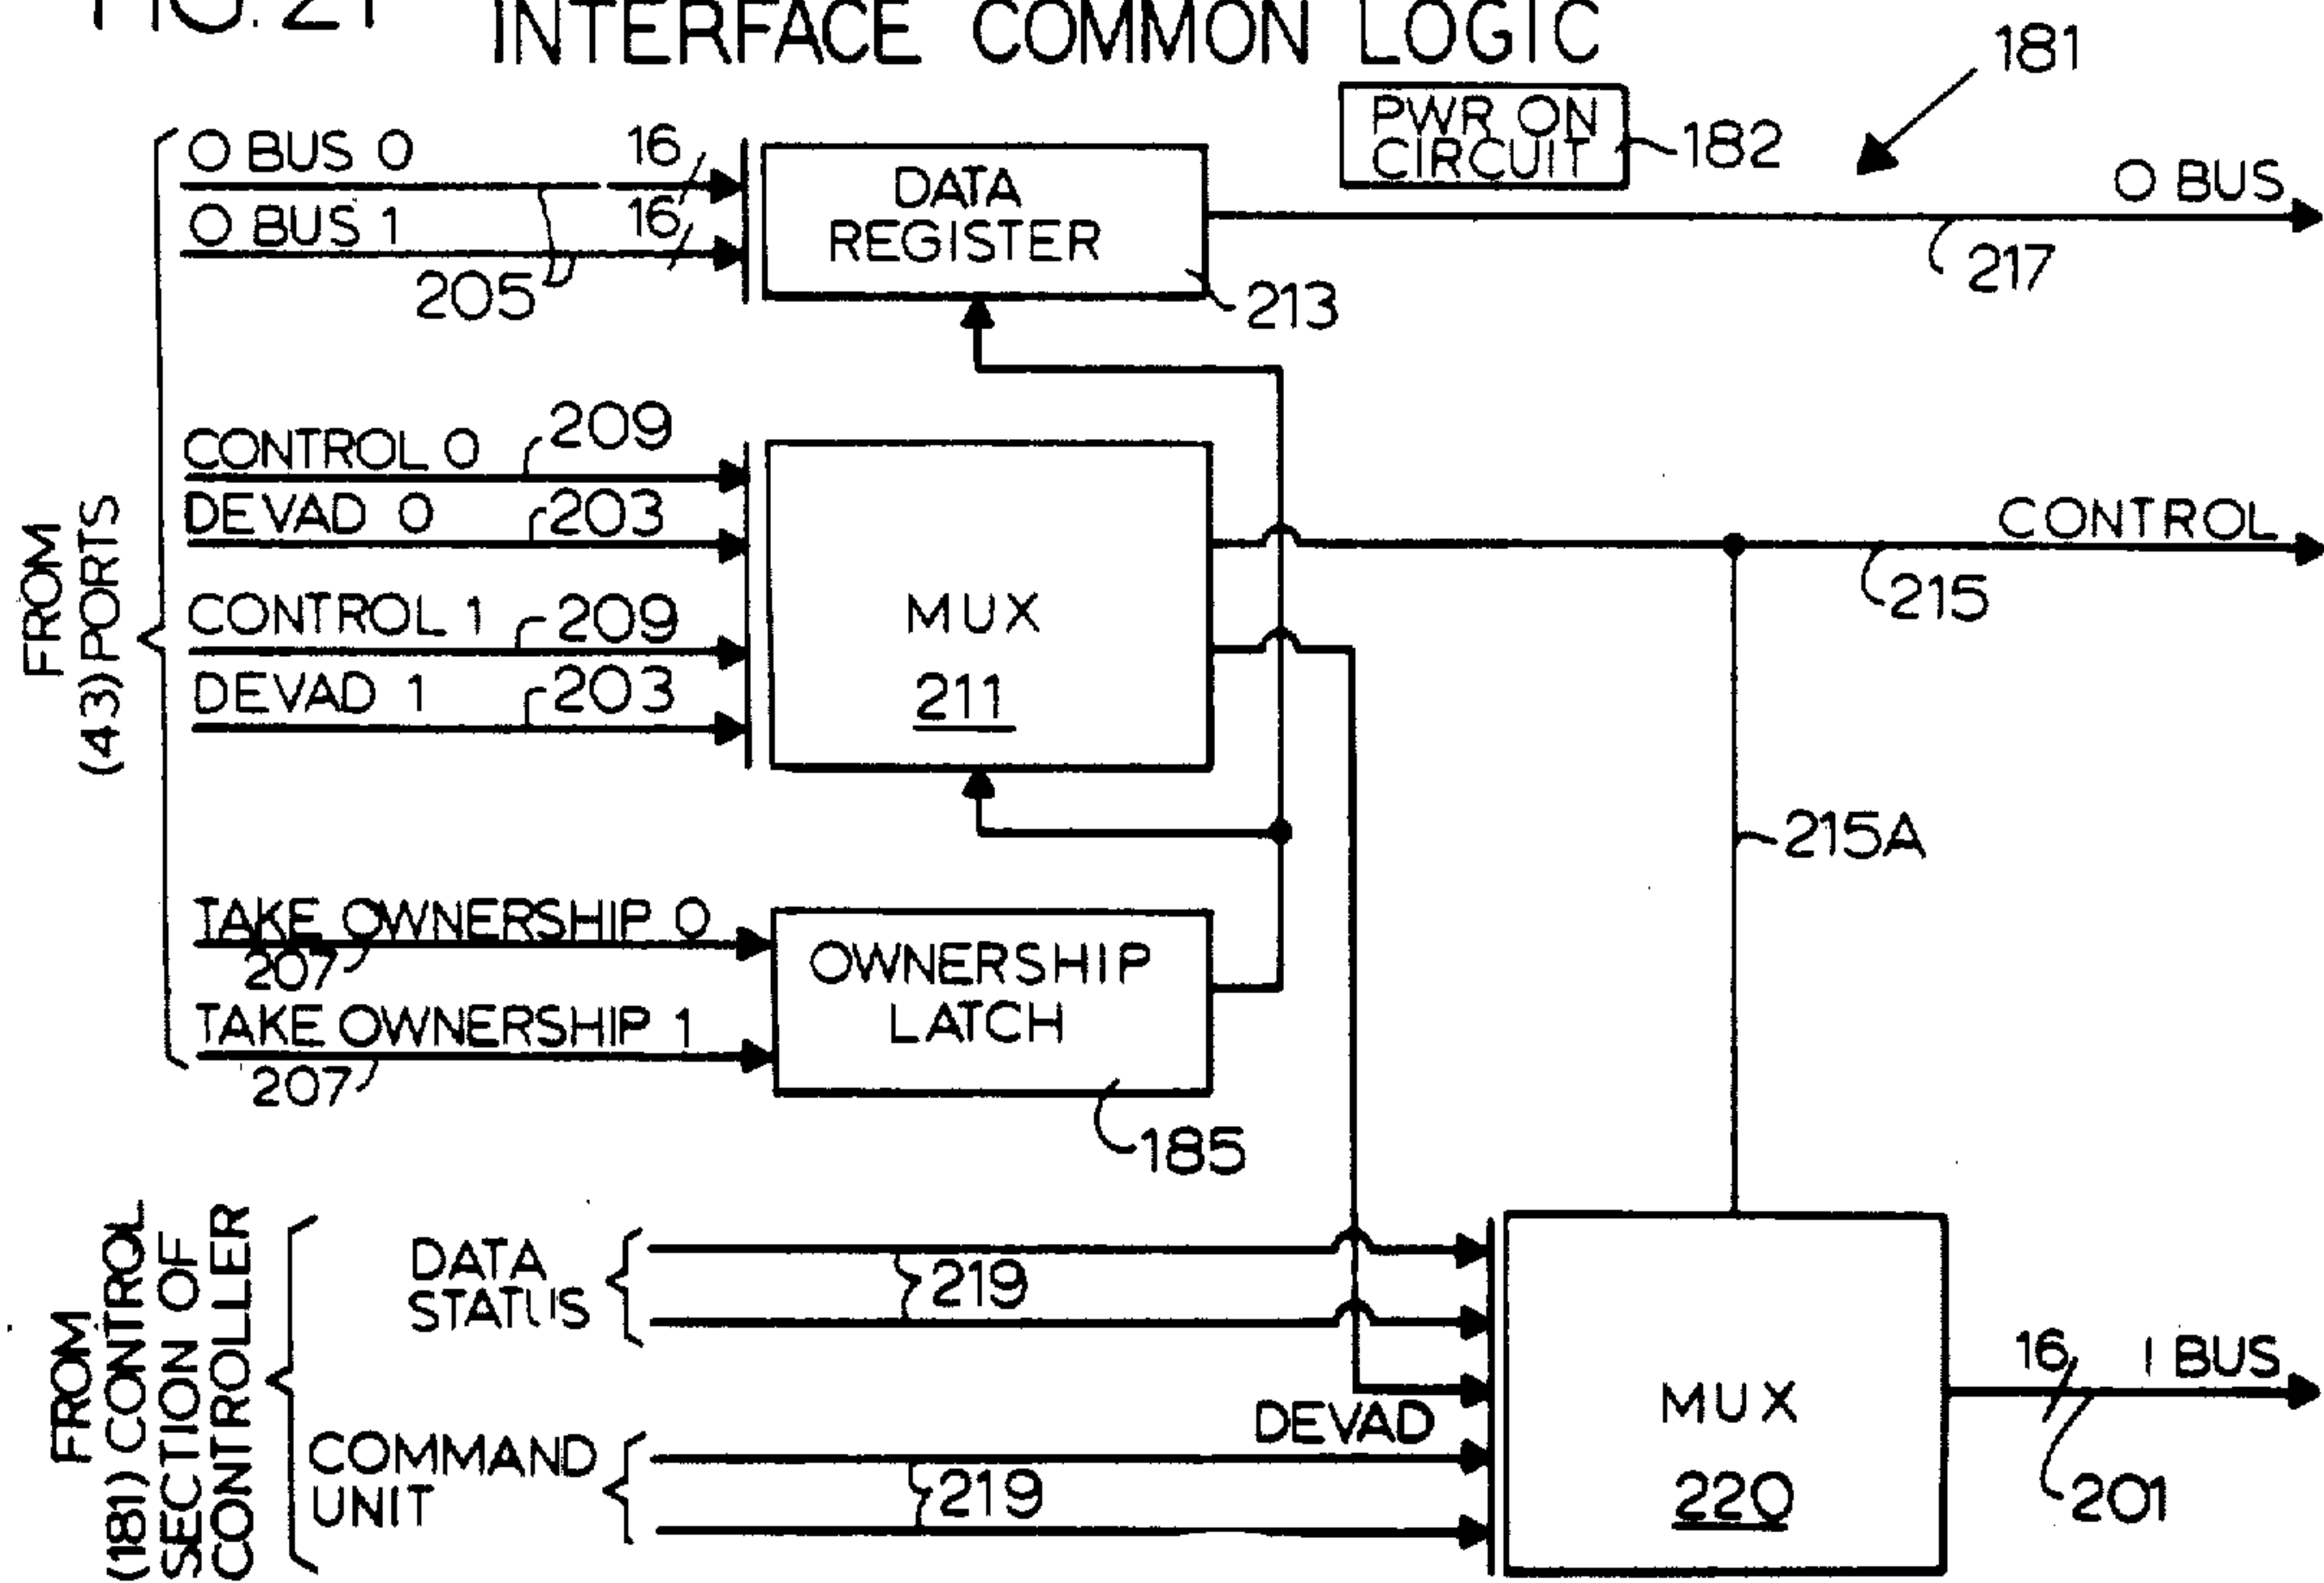 FIG. 21
INTERFACE COMMON LOGIC
181
PWR ON
CIRCUIT
182
O BUS 0
16
O BUS 1
16
205
DATA
REGISTER
213
O BUS
217
FROM
(43) PORTS
CONTROL 0
209
DEVAD 0
203
CONTROL 1
209
DEVAD 1
203
MUX
211
CONTROL
215
215A
TAKE OWNERSHIP 0
207
TAKE OWNERSHIP 1
207
OWNERSHIP
LATCH
185
FROM
(181) CONTROL
SECTION OF
CONTROLLER
DATA
STATUS
219
DEVAD
COMMAND
UNIT
219
MUX
220
16
I BUS
201